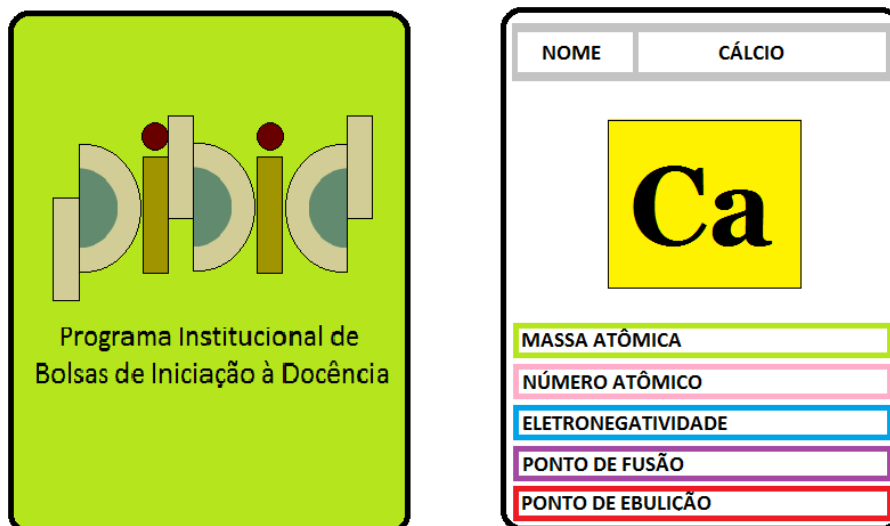 pibid
Programa Institucional de
Bolsas de Iniciação à Docência
NOME CÁLCIO
Ca
MASSA ATÔMICA
NÚMERO ATÔMICO
ELETRONEGATIVIDADE
PONTO DE FUSÃO
PONTO DE EBULIÇÃO